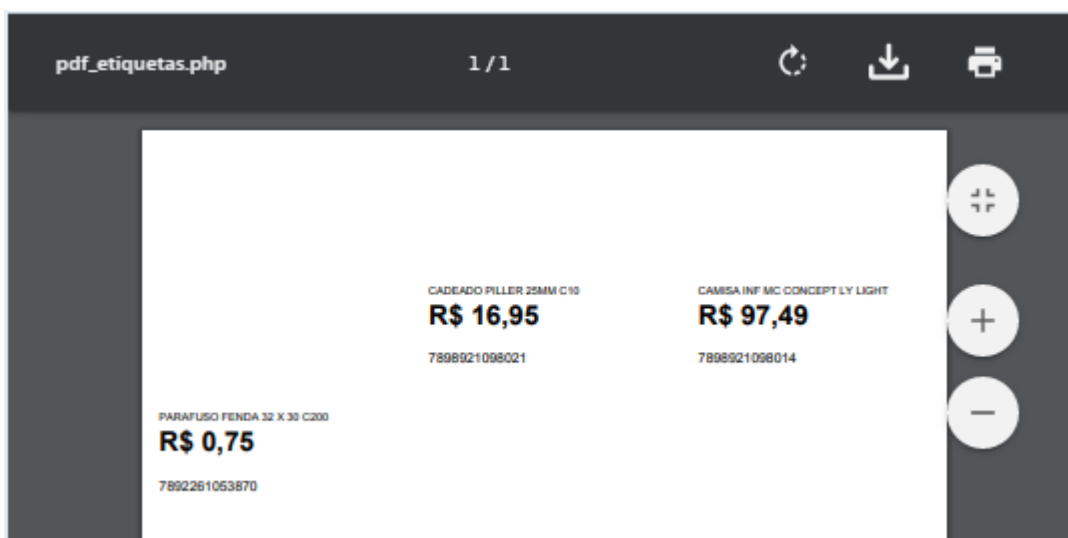 pdf_etiquetas.php
1/1
CADEADO PILLER 25MM C10
R$ 16,95
7898921098021
CAMISA INF MC CONCEPT LY LIGHT
R$ 97,49
7898921098014
PARAFUSO FENDA 32 X 30 C200
R$ 0,75
7892261053870